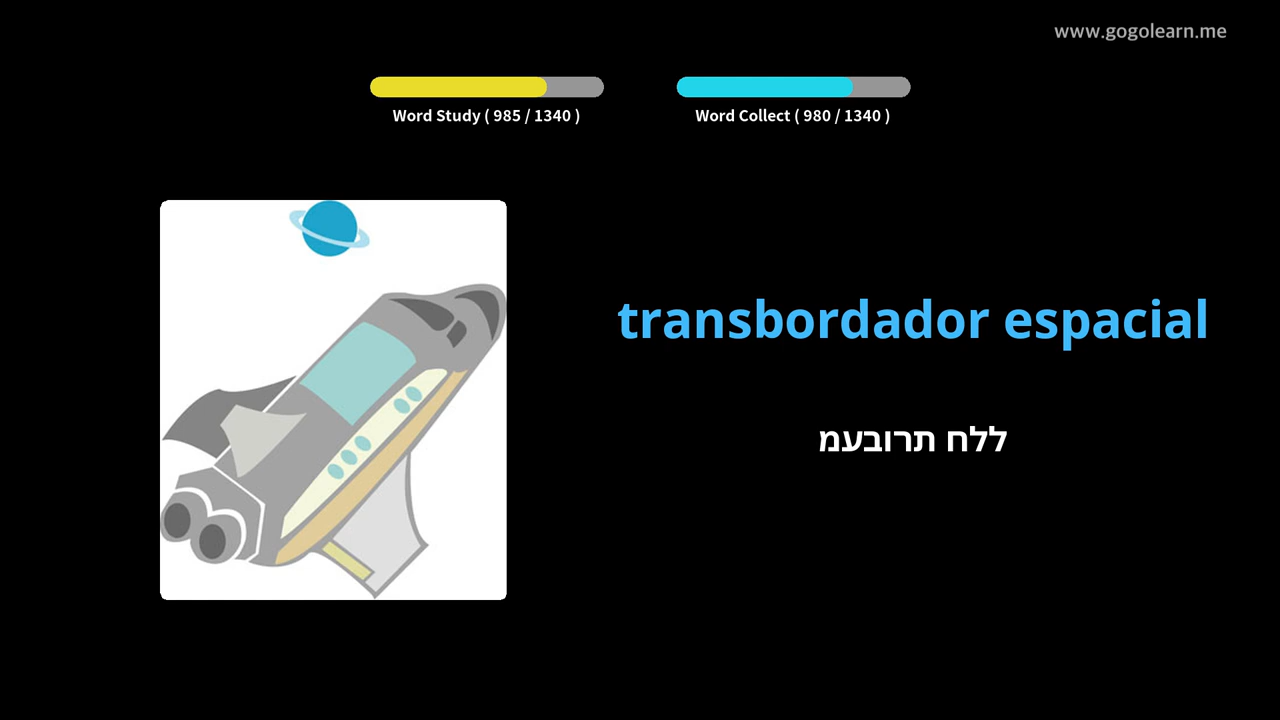 www.gogolearn.me
Word Study ( 985 / 1340 )
Word Collect ( 980 / 1340 )
transbordador espacial
ללח תרובעמ